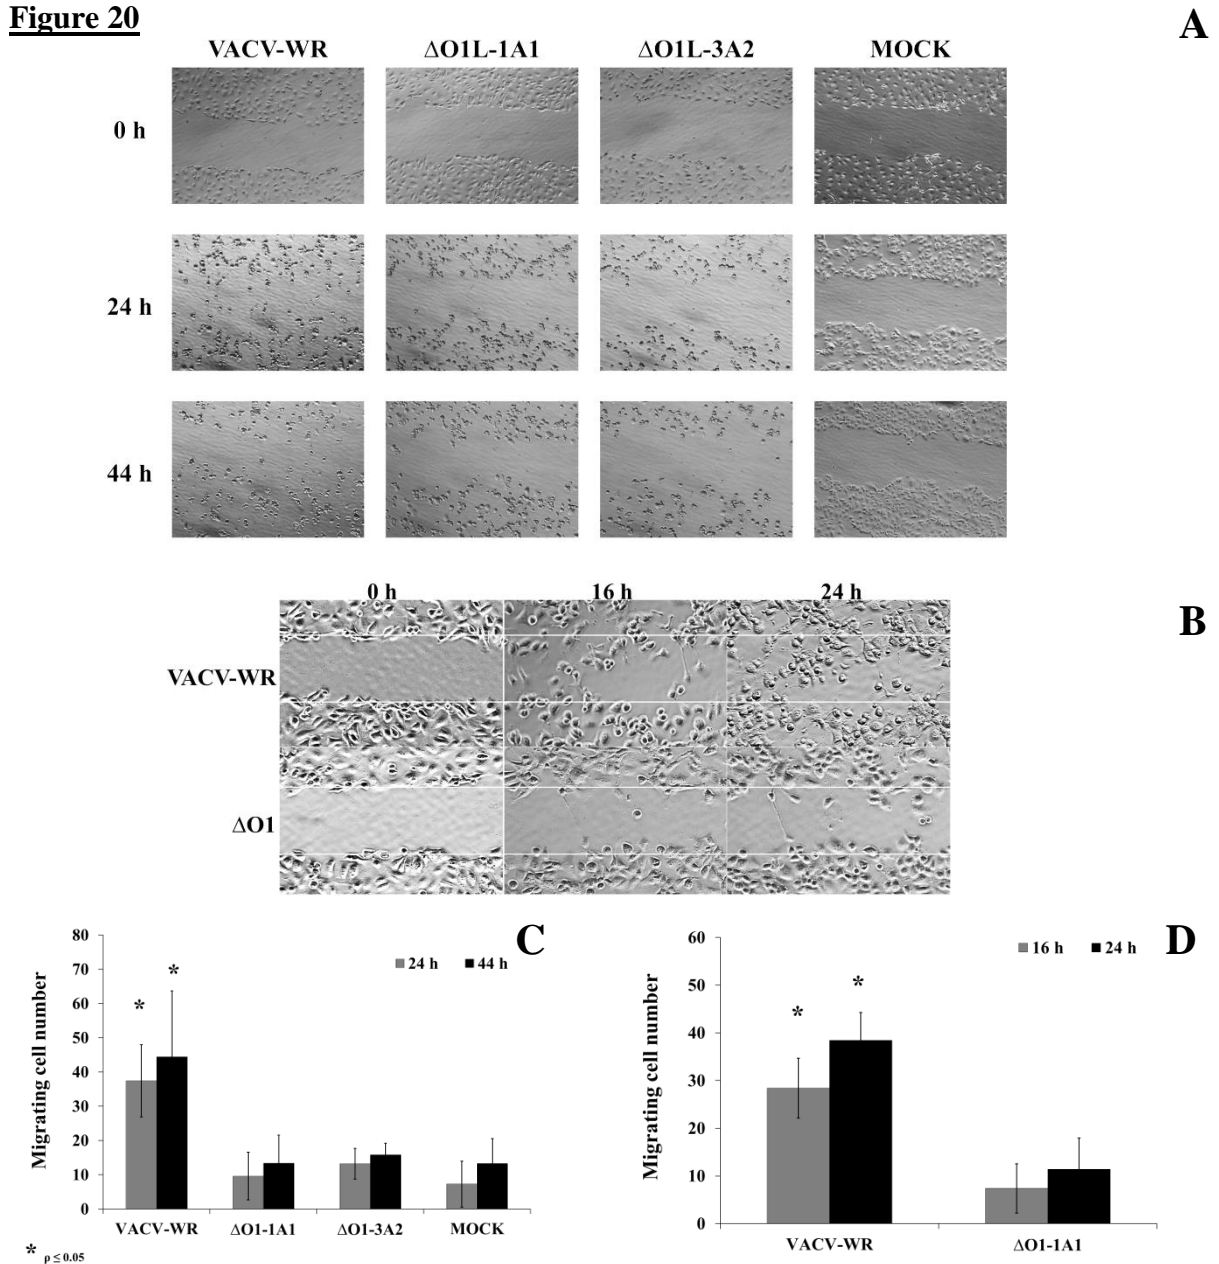 Figure 20
A
VACV-WR ΔO1L-1A1 ΔO1L-3A2 MOCK
0 h
24 h
44 h
0 h 16 h 24 h
B
VACV-WR
ΔO1
C
Migrating cell number
80
70
60
50
40
30
20
10
0
24 h 44 h
* *
VACV-WR ΔO1-1A1 ΔO1-3A2 MOCK
* ρ ≤ 0.05
D
Migrating cell number
60
50
40
30
20
10
0
16 h 24 h
* *
VACV-WR ΔO1-1A1